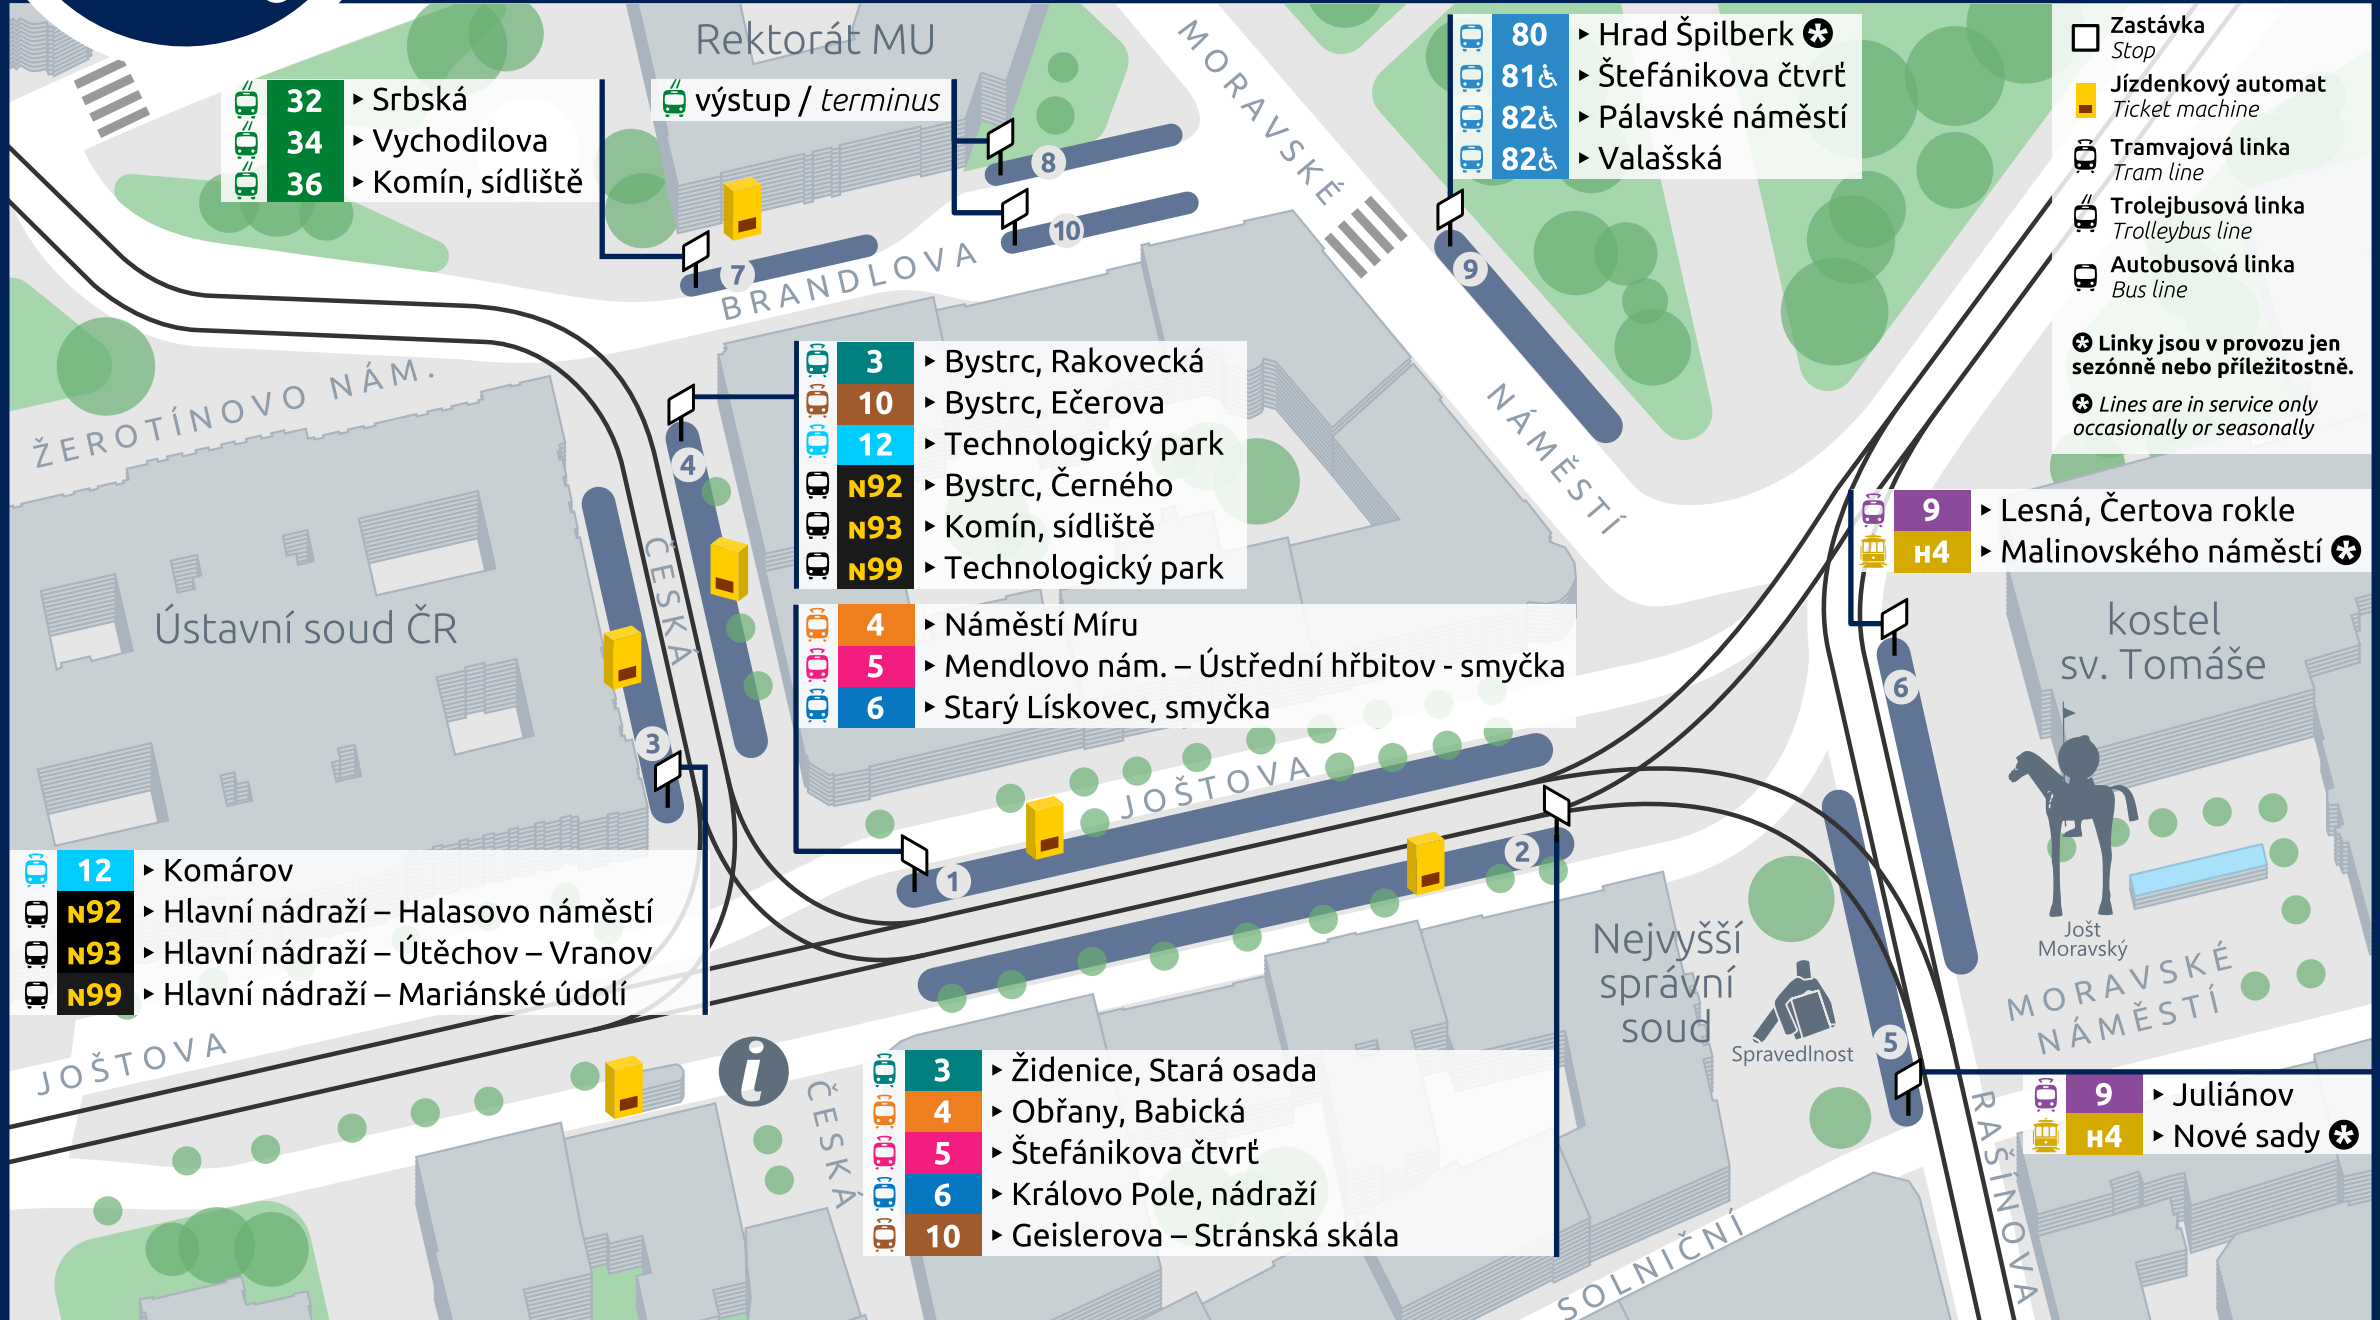 Rektorát MU
32 Srbská
34 Vychodilova
36 Komín, sídliště
výstup / terminus
8
10
7
BRANDLOVA
MORAVSKÉ
NÁMĚSTÍ
80 Hrad Špilberk
81 Štefánikova čtvrť
82 Pálavské náměstí
82 Valašská
9
Zastávka
Stop
Jízdenkový automat
Ticket machine
Tramvajová linka
Tram line
Trolejbusová linka
Trolleybus line
Autobusová linka
Bus line
Linky jsou v provozu jen
sezónně nebo příležitostně.
Lines are in service only
occasionally or seasonally
ŽEROTÍNOVO NÁM.
3 Bystrc, Rakovecká
10 Bystrc, Ečerova
12 Technologický park
N92 Bystrc, Černého
N93 Komín, sídliště
N99 Technologický park
4
ČESKÁ
Ústavní soud ČR
4 Náměstí Míru
5 Mendlovo nám. – Ústřední hřbitov - smyčka
6 Starý Lískovec, smyčka
9 Lesná, Čertova rokle
H4 Malinovského náměstí
kostel
sv. Tomáše
6
3
JOŠTOVA
1
2
12 Komárov
N92 Hlavní nádraží – Halasovo náměstí
N93 Hlavní nádraží – Útěchov – Vranov
N99 Hlavní nádraží – Mariánské údolí
JOŠTOVA
i
ČESKÁ
3 Židenice, Stará osada
4 Obřany, Babická
5 Štefánikova čtvrť
6 Královo Pole, nádraží
10 Geislerova – Stránská skála
Nejvyšší
správní
soud
Spravedlnost
5
Jošt
Moravský
MORAVSKÉ
NÁMĚSTÍ
9 Juliánov
H4 Nové sady
RAŠÍNOVA
SOLNIČNÍ